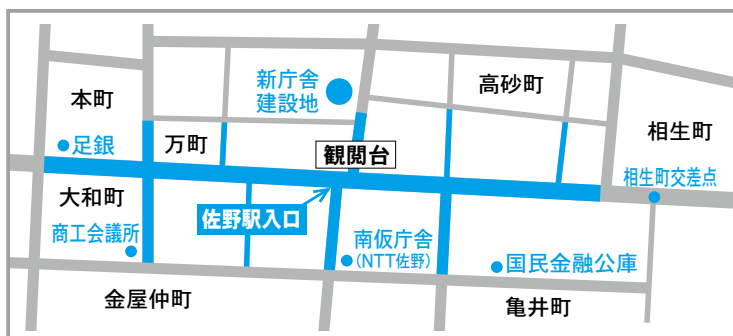 新庁舎
建設地
高砂町
本町
足銀
万町
観閲台
相生町
相生町交差点
大和町
佐野駅入口
商工会議所
南仮庁舎
(NTT佐野)
国民金融公庫
金屋仲町
亀井町